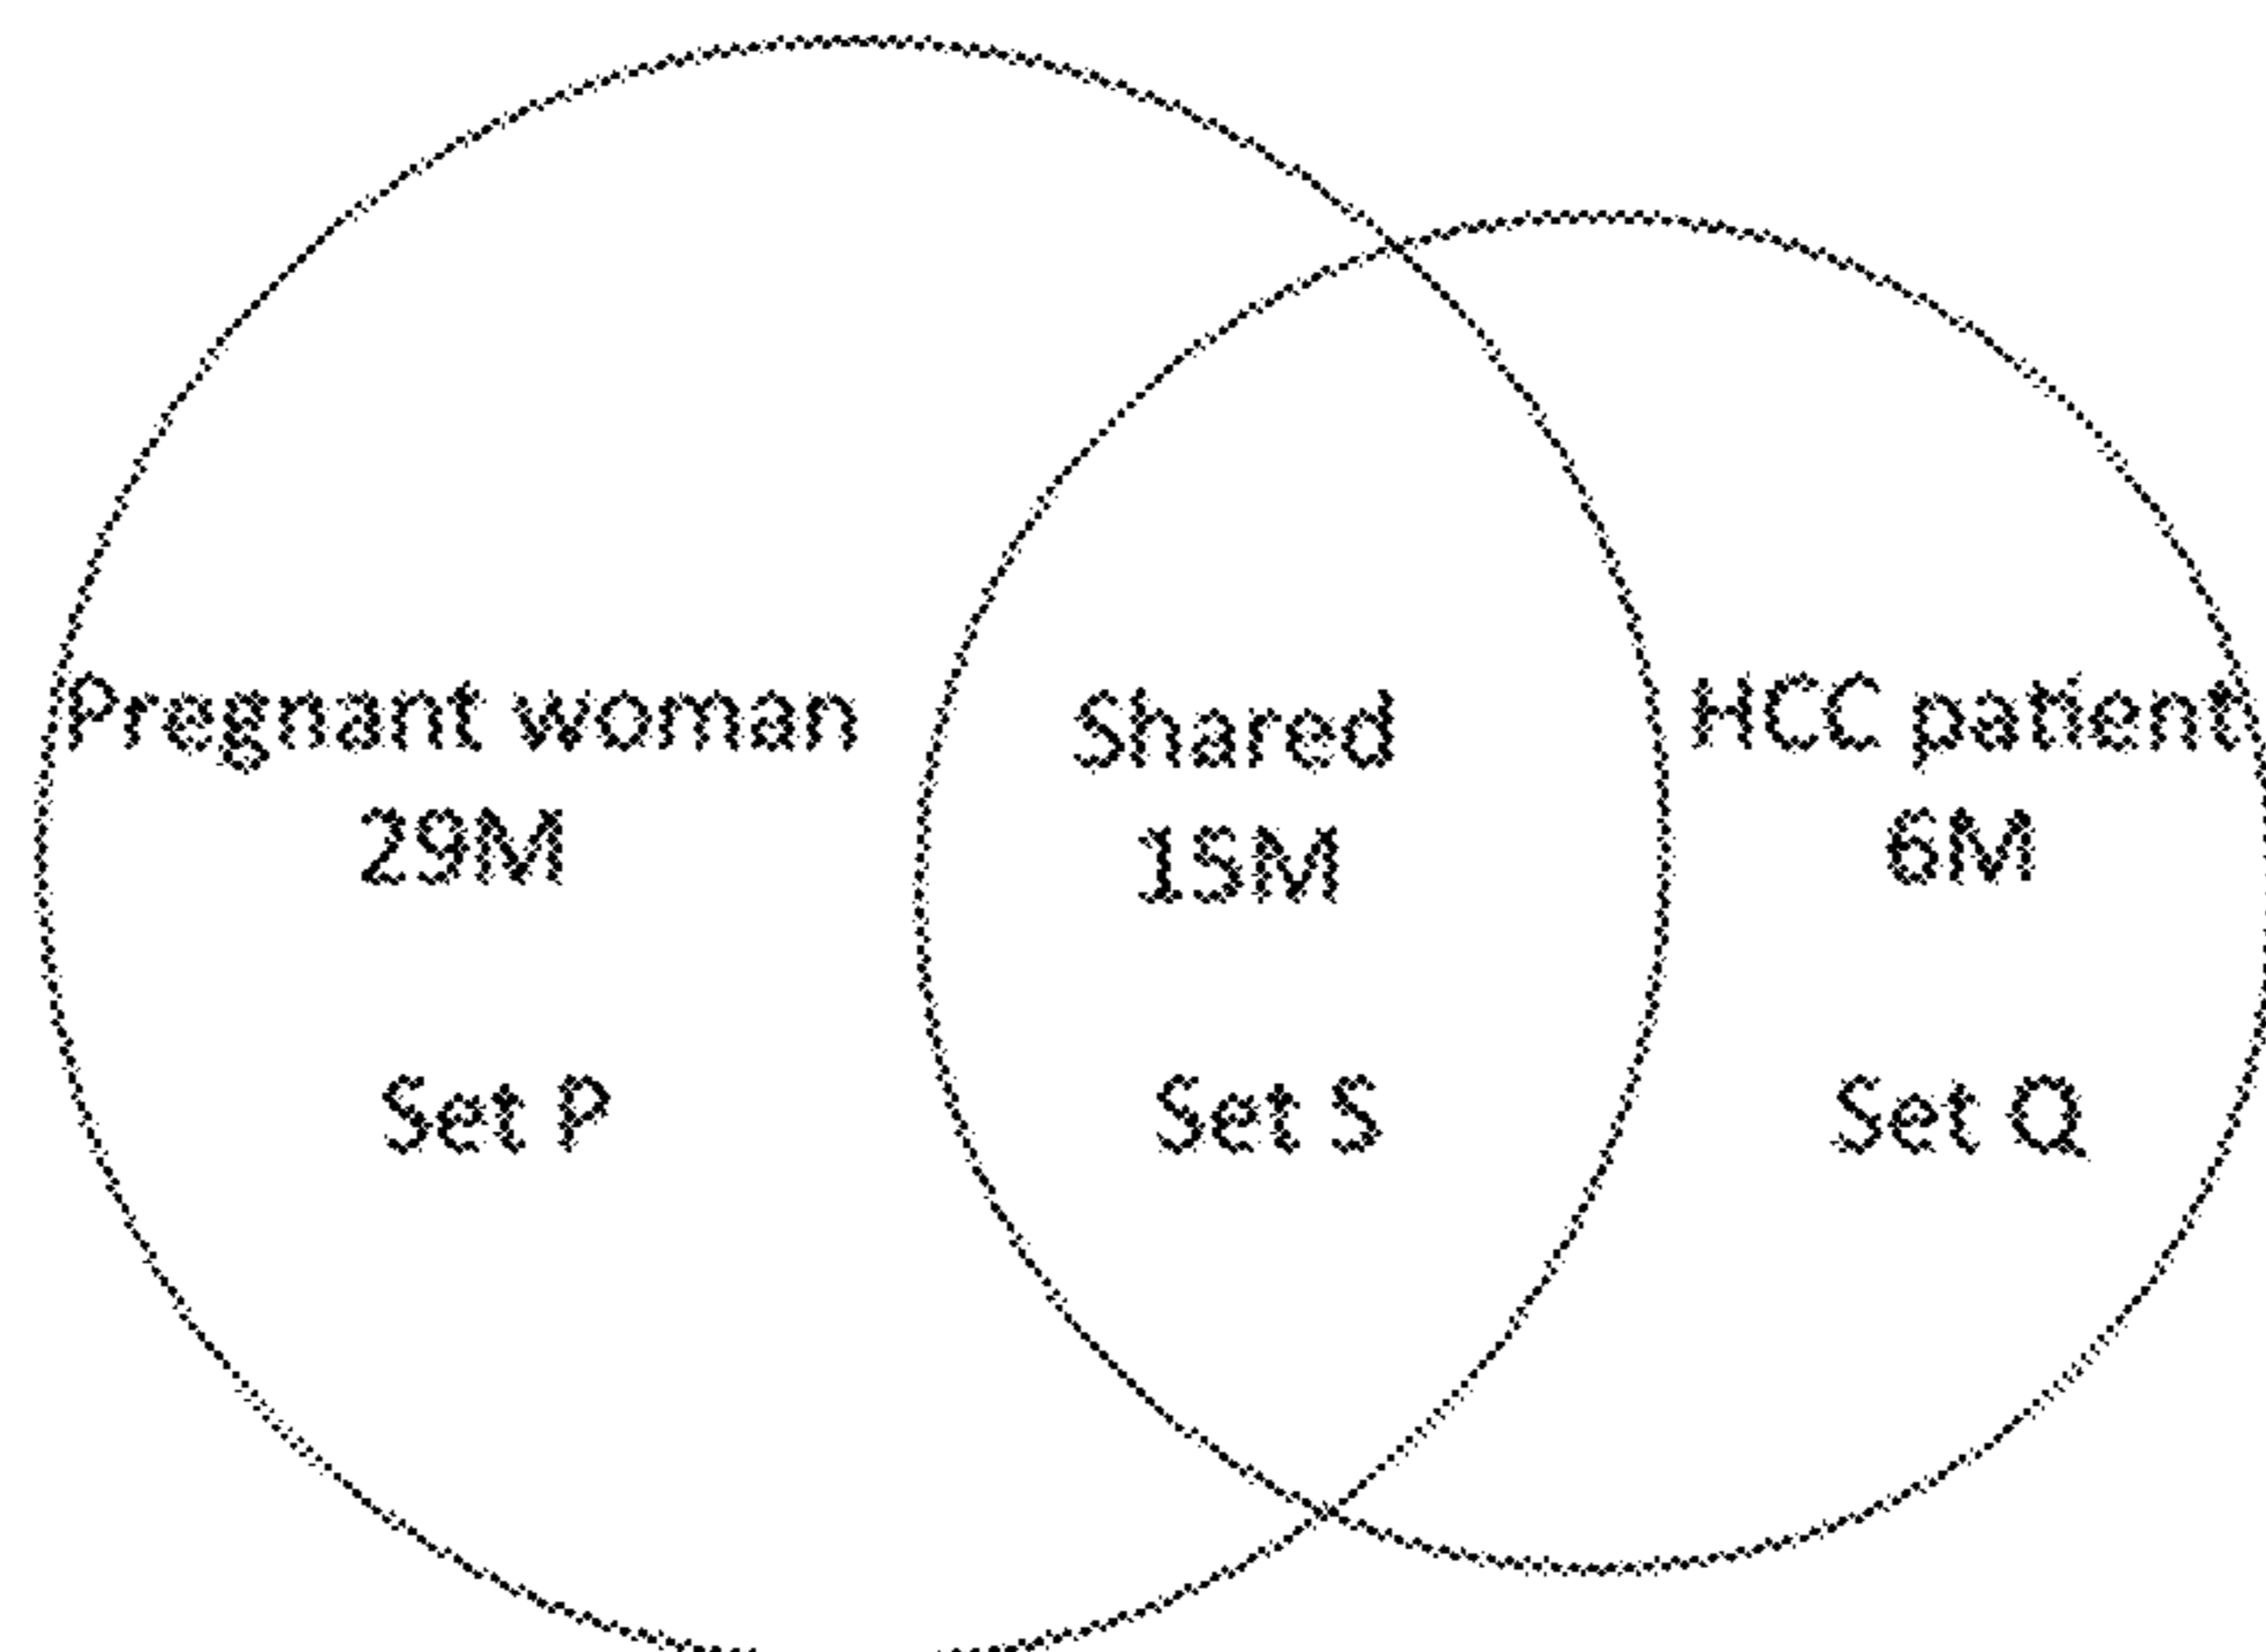 Pregnant woman
29M
Set P
Shared
15M
Set S
HCC patient
6M
Set Q